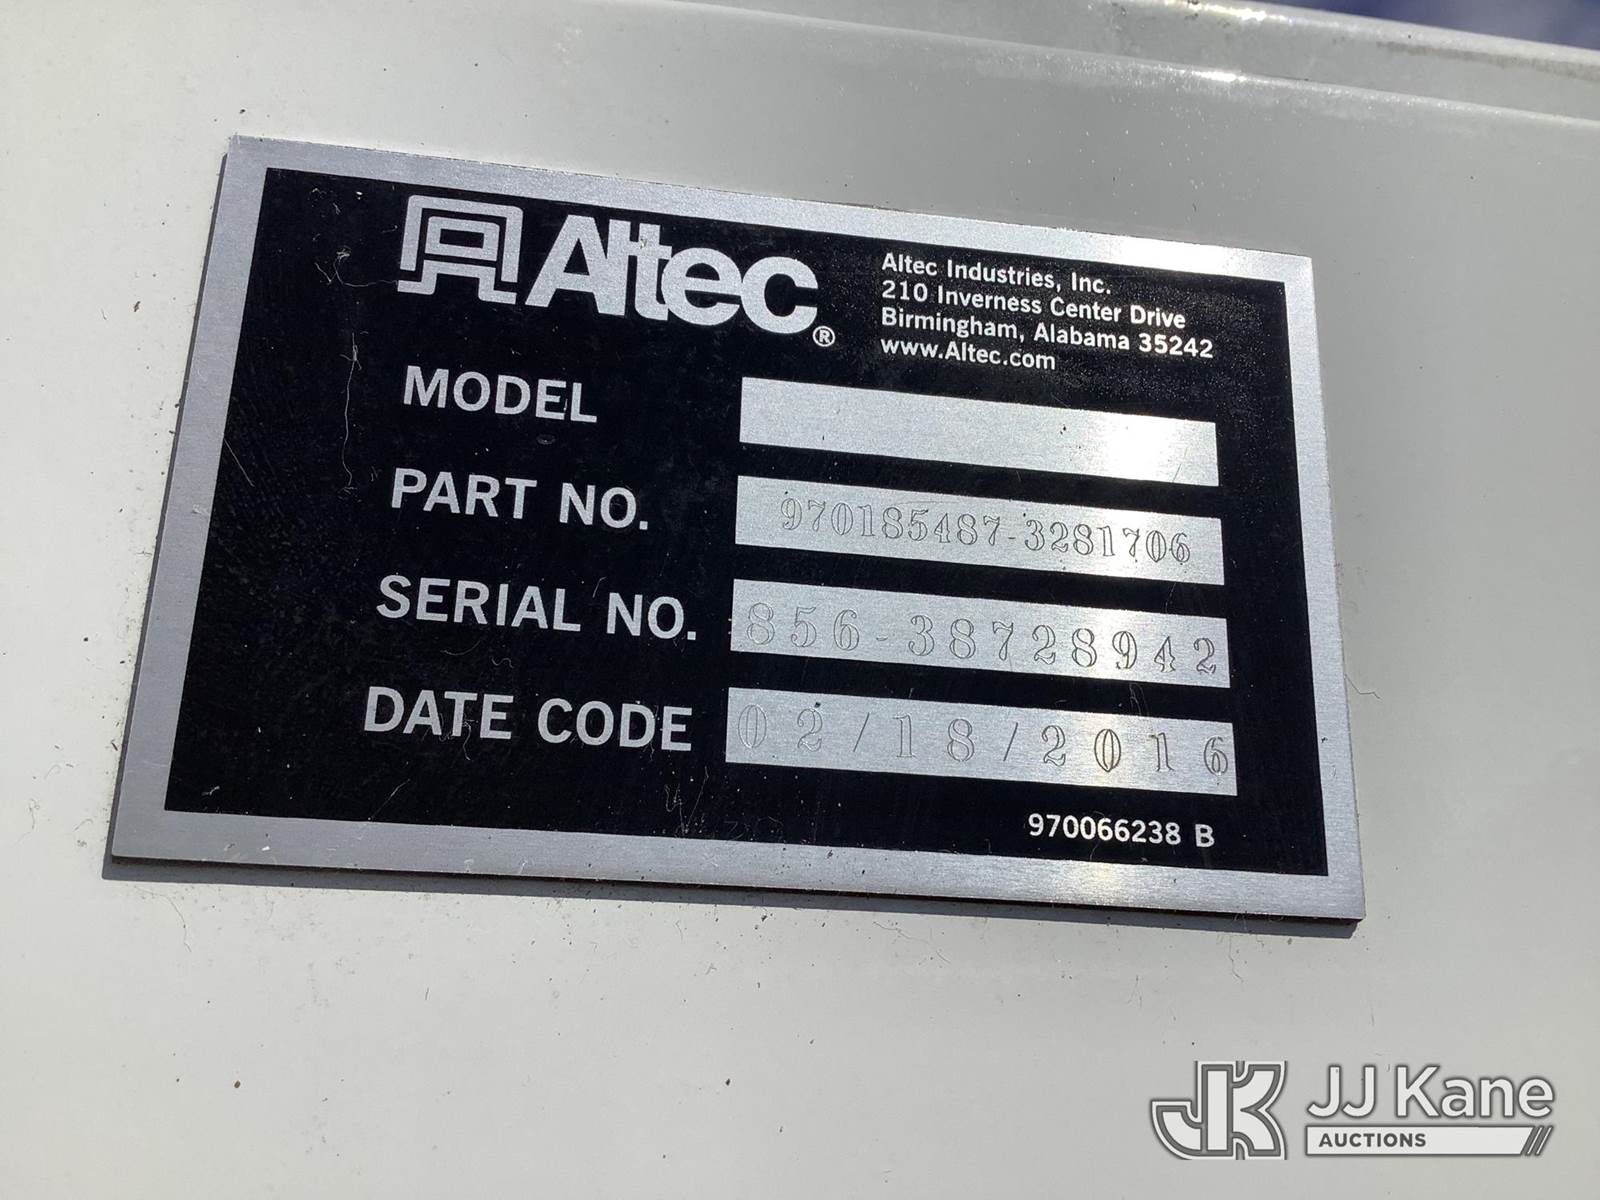 Altec®
Altec Industries, Inc.
210 Inverness Center Drive
Birmingham, Alabama 35242
www.Altec.com
MODEL
PART NO. 970185487-3281706
SERIAL NO. 856-38728942
DATE CODE 02/18/2016
970066238 B
JJ Kane
AUCTIONS